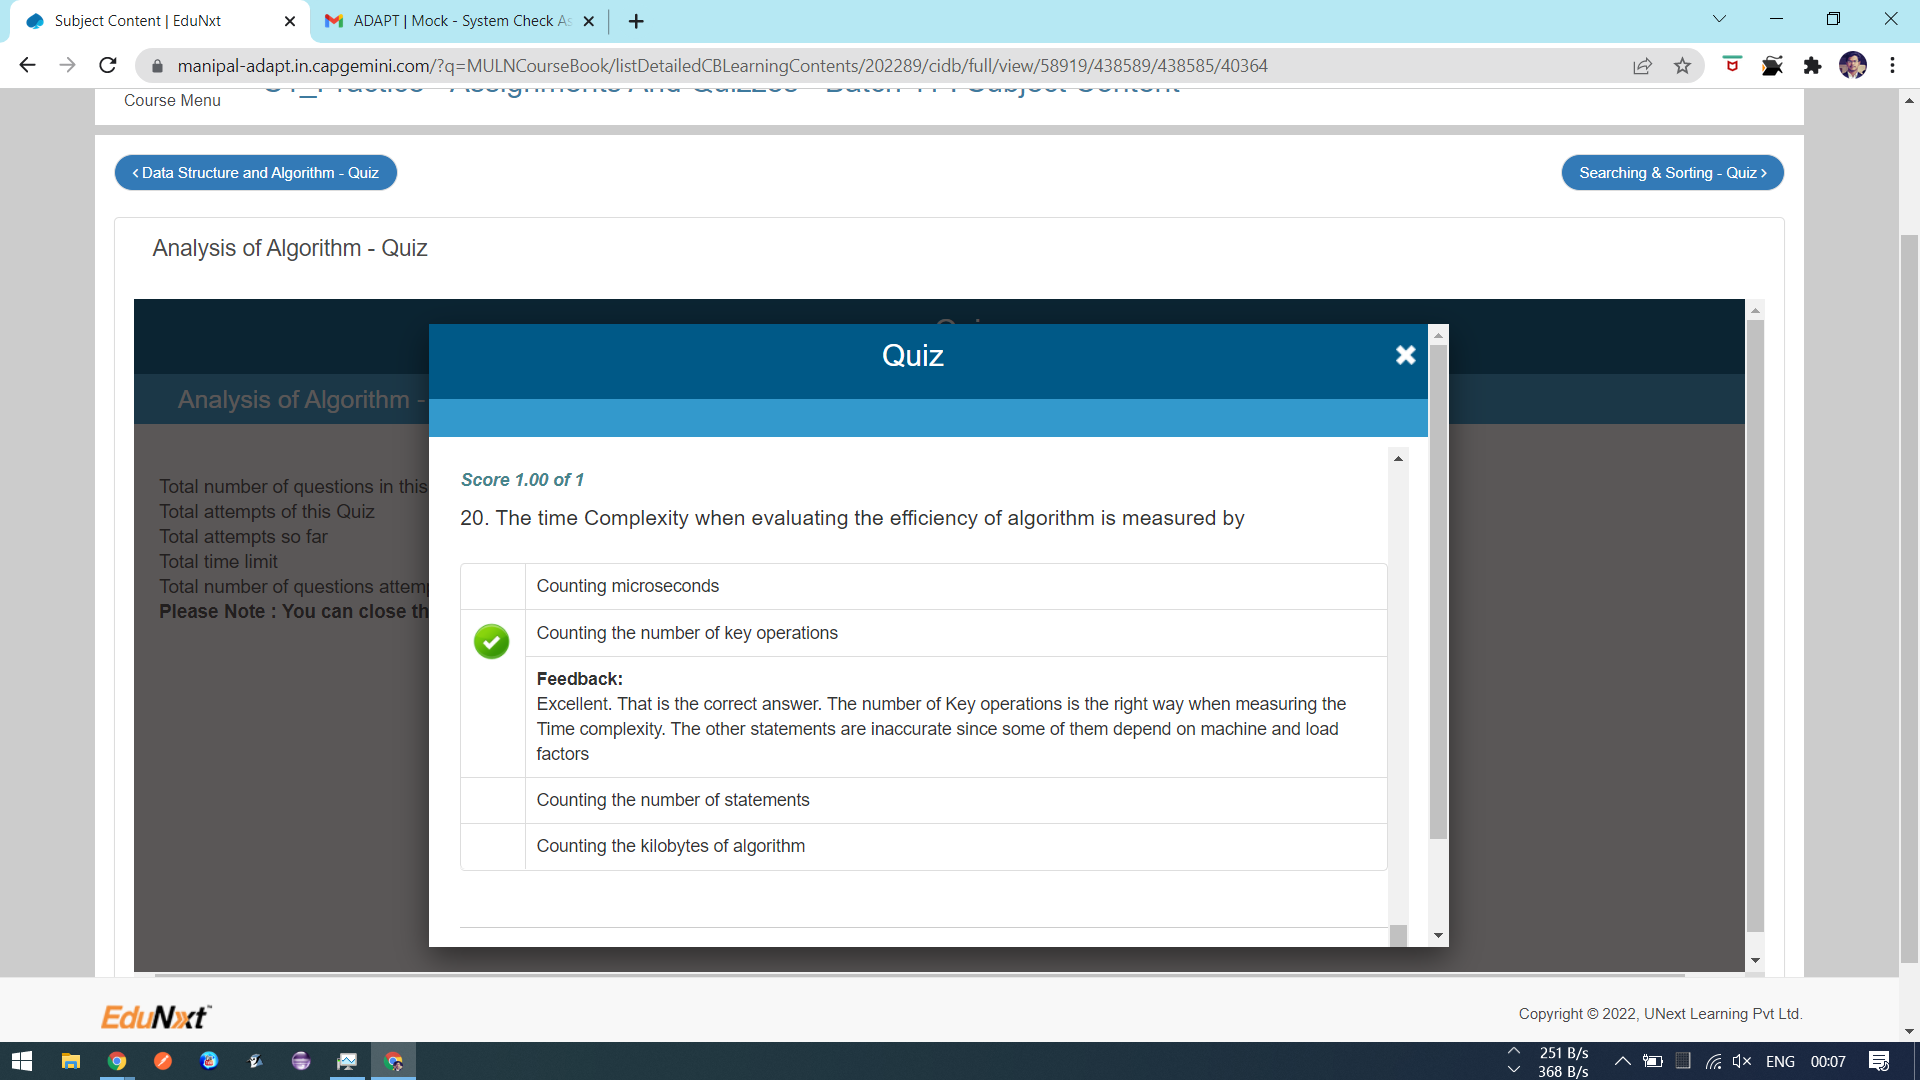 Subject Content | EduNxt
ADAPT | Mock - System Check As
manipal-adapt.in.capgemini.com/?q=MULNCourseBook/listDetailedCBLearningContents/202289/cidb/full/view/58919/438589/438585/40364
Course Menu
< Data Structure and Algorithm - Quiz
Searching & Sorting - Quiz >
Analysis of Algorithm - Quiz
Analysis of Algorithm -
Quiz
Total number of questions in this
Total attempts of this Quiz
Total attempts so far
Total time limit
Total number of questions attemp
Please Note : You can close th
Score 1.00 of 1
20. The time Complexity when evaluating the efficiency of algorithm is measured by
Counting microseconds
Counting the number of key operations
Feedback:
Excellent. That is the correct answer. The number of Key operations is the right way when measuring the
Time complexity. The other statements are inaccurate since some of them depend on machine and load
factors
Counting the number of statements
Counting the kilobytes of algorithm
EduNxt
Copyright © 2022, UNext Learning Pvt Ltd.
251 B/s
368 B/s
ENG
00:07